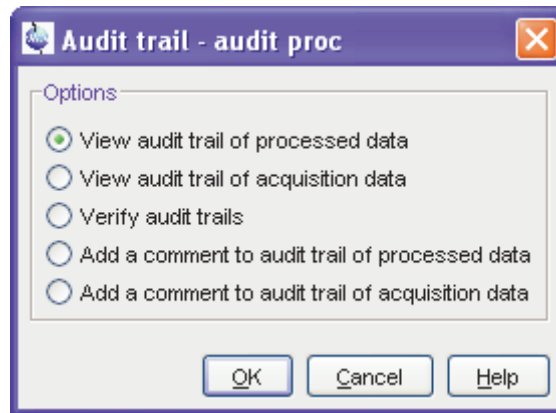 Audit trail - audit proc
Options
View audit trail of processed data
View audit trail of acquisition data
Verify audit trails
Add a comment to audit trail of processed data
Add a comment to audit trail of acquisition data
OK Cancel Help